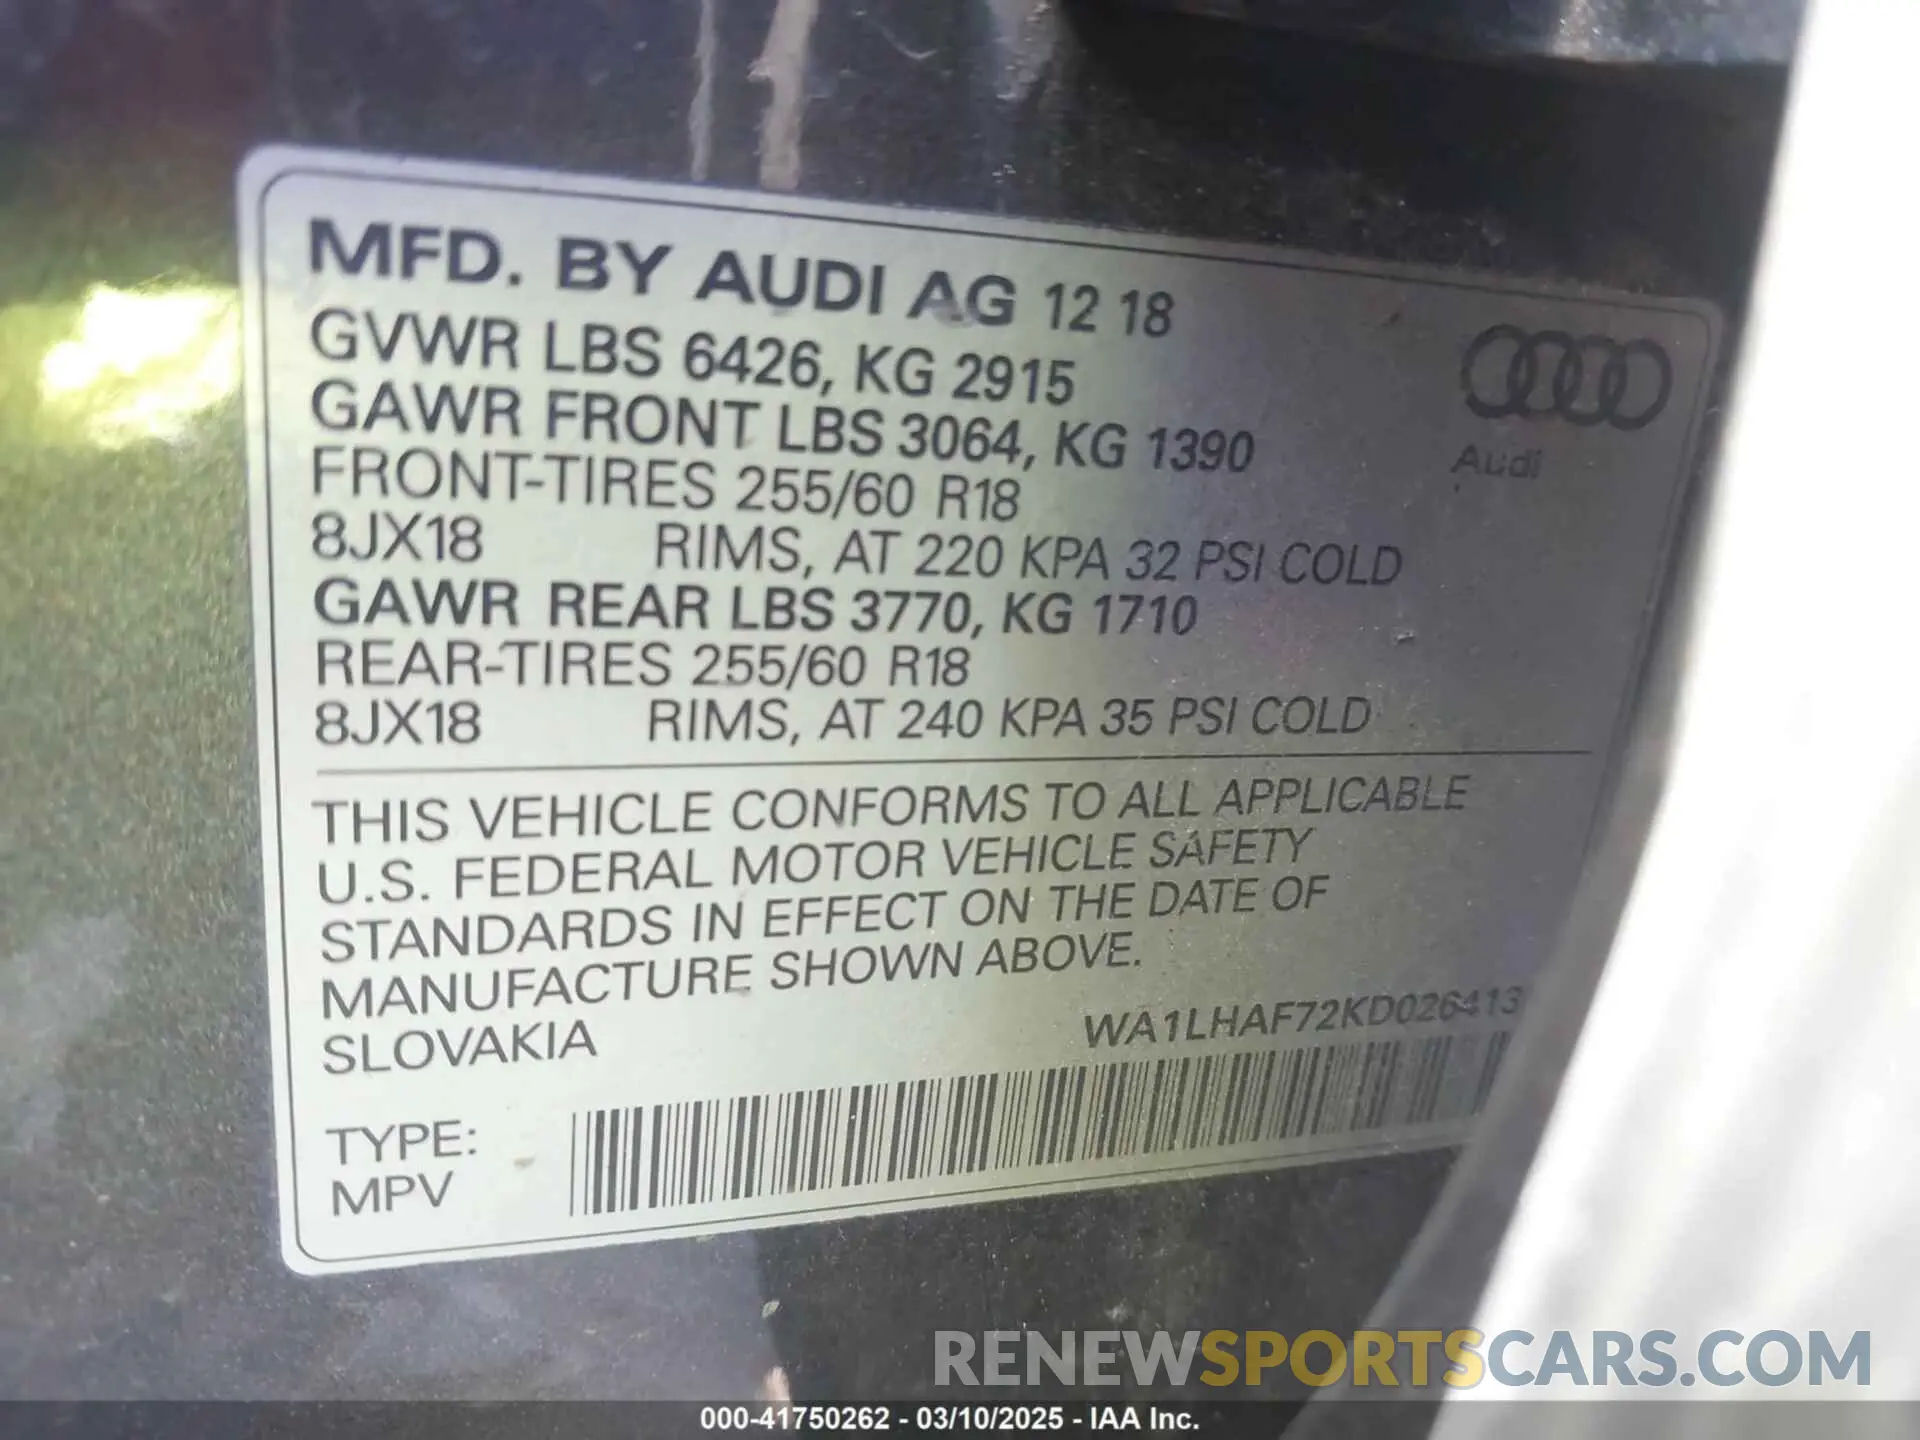 MFD. BY AUDI AG 12 18
GVWR LBS 6426, KG 2915
GAWR FRONT LBS 3064, KG 1390
FRONT-TIRES 255/60 R18
8JX18 RIMS, AT 220 KPA 32 PSI COLD
GAWR REAR LBS 3770, KG 1710
REAR-TIRES 255/60 R18
8JX18 RIMS, AT 240 KPA 35 PSI COLD
Audi
THIS VEHICLE CONFORMS TO ALL APPLICABLE
U.S. FEDERAL MOTOR VEHICLE SAFETY
STANDARDS IN EFFECT ON THE DATE OF
MANUFACTURE SHOWN ABOVE.
SLOVAKIA
WA1LHAF72KD026413
TYPE:
MPV
RENEWSPORTSCARS.COM
000-41750262 - 03/10/2025 - IAA Inc.